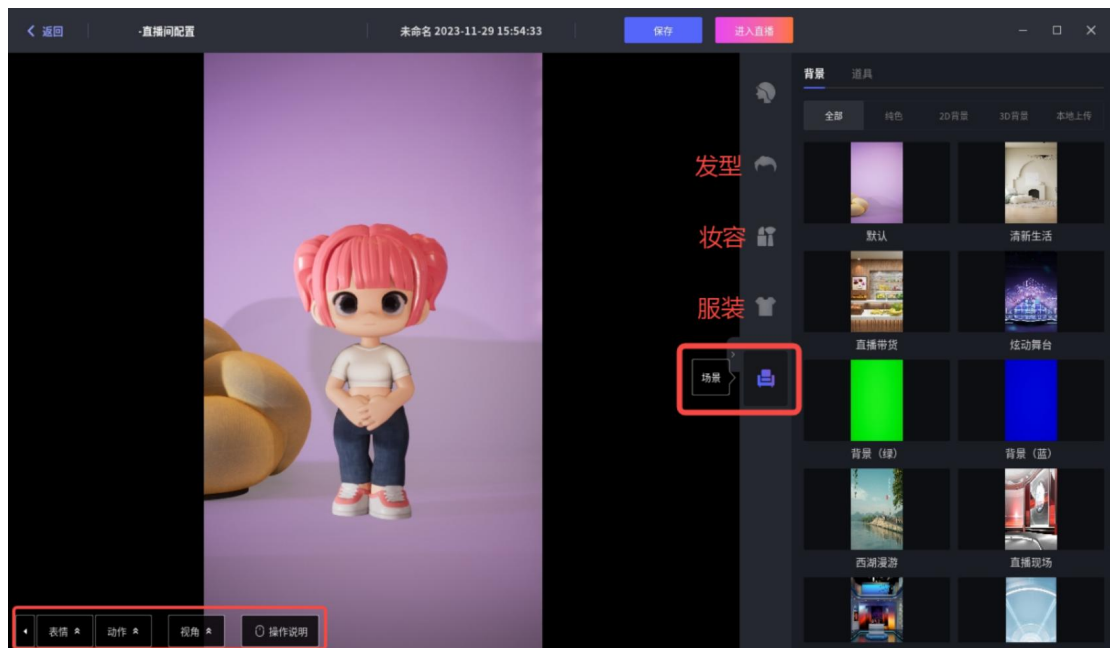 返回
-直播间配置
未命名 2023-11-29 15:54:33
保存
进入直播
背景 道具
全部 纯色 2D背景 3D背景 本地上传
发型
妆容
服装
场景
默认 清新生活
直播带货 炫动舞台
背景（绿） 背景（蓝）
西湖漫游 直播现场
表情 动作 视角 操作说明